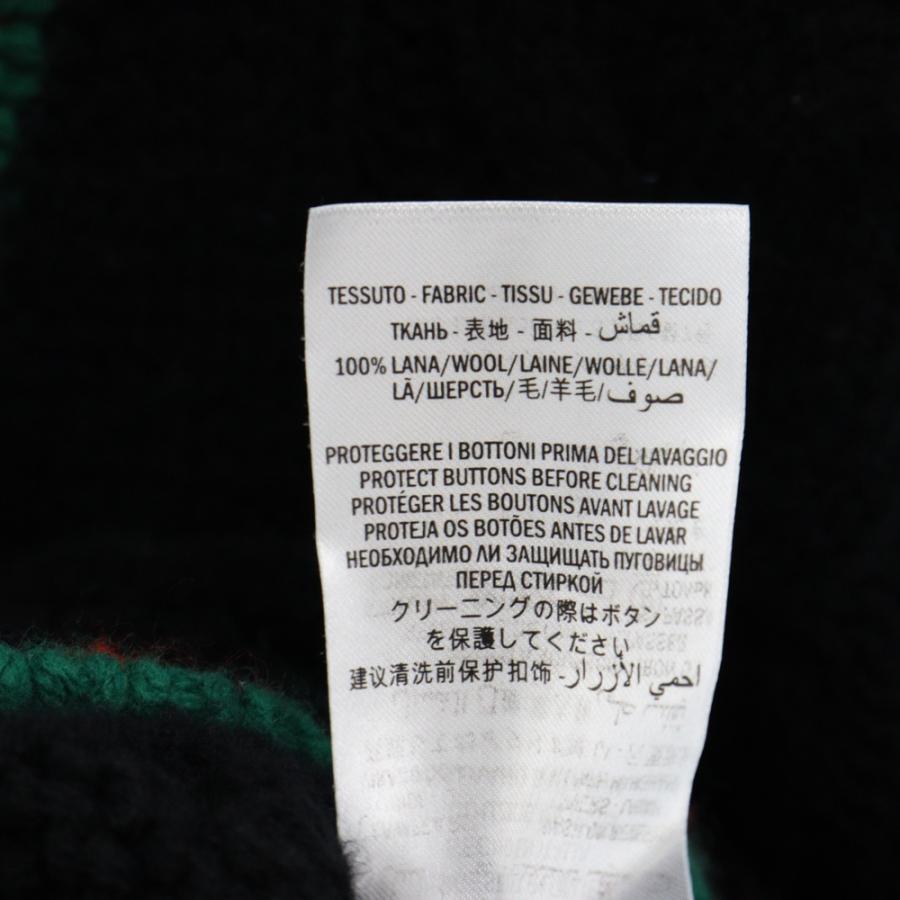 TESSUTO - FABRIC - TISSU - GEWEBE - TECIDO
ТКАНЬ - 表地 - 面料 - قماش
100% LANA/WOOL/LAINE/WOLLE/LANA/
LÃ/ШЕРСТЬ/毛/羊毛/صوف
PROTEGGERE I BOTTONI PRIMA DEL LAVAGGIO
PROTECT BUTTONS BEFORE CLEANING
PROTÉGER LES BOUTONS AVANT LAVAGE
PROTEJA OS BOTÕES ANTES DE LAVAR
НЕОБХОДИМО ЛИ ЗАЩИЩАТЬ ПУГОВИЦЫ
ПЕРЕД СТИРКОЙ
クリーニングの際はボタン
を保護してください
建议清洗前保护扣饰 - احمي الأزرار